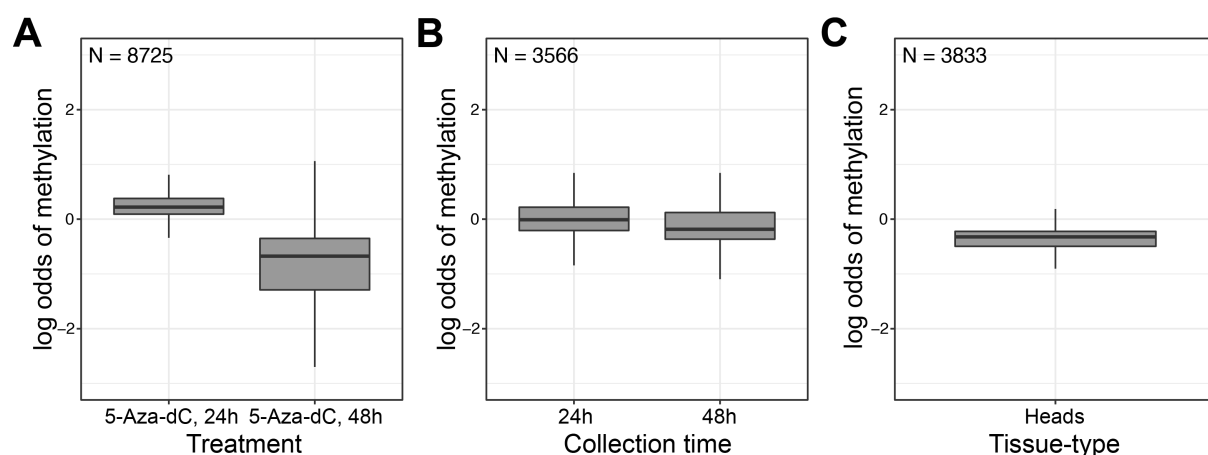 A
N = 8725
log odds of methylation
2
0
−2
5-Aza-dC, 24h 5-Aza-dC, 48h
Treatment
B
N = 3566
log odds of methylation
2
0
−2
24h 48h
Collection time
C
N = 3833
log odds of methylation
2
0
−2
Heads
Tissue-type